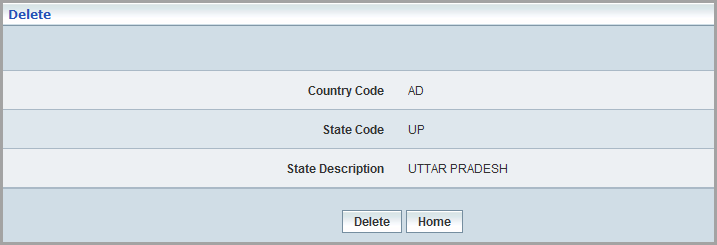 Delete
Country Code AD
State Code UP
State Description UTTAR PRADESH
Delete Home